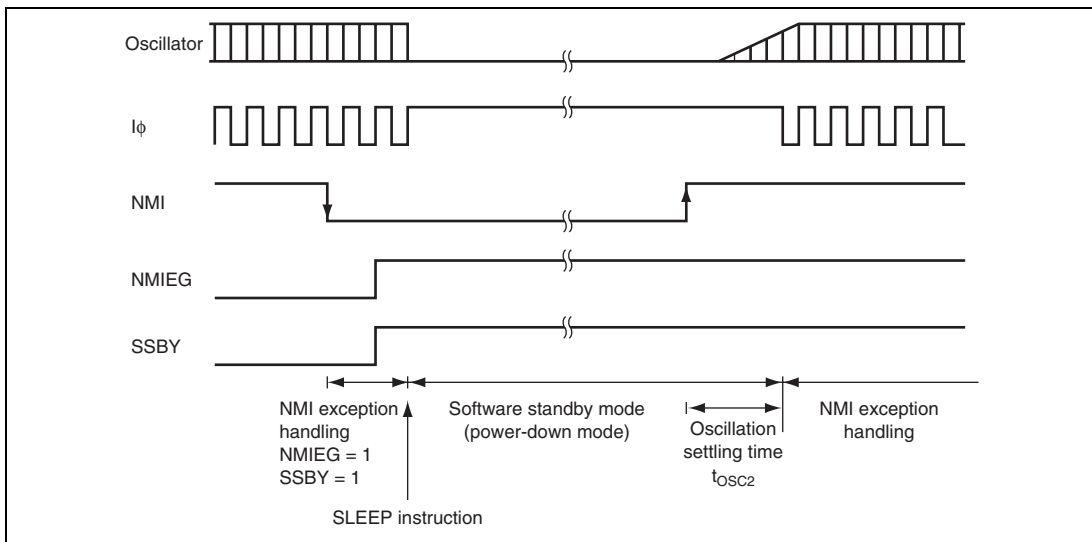 Oscillator
Iϕ
NMI
NMIEG
SSBY
NMI exception
handling
NMIEG = 1
SSBY = 1
Software standby mode
(power-down mode)
Oscillation
settling time
tOSC2
NMI exception
handling
SLEEP instruction